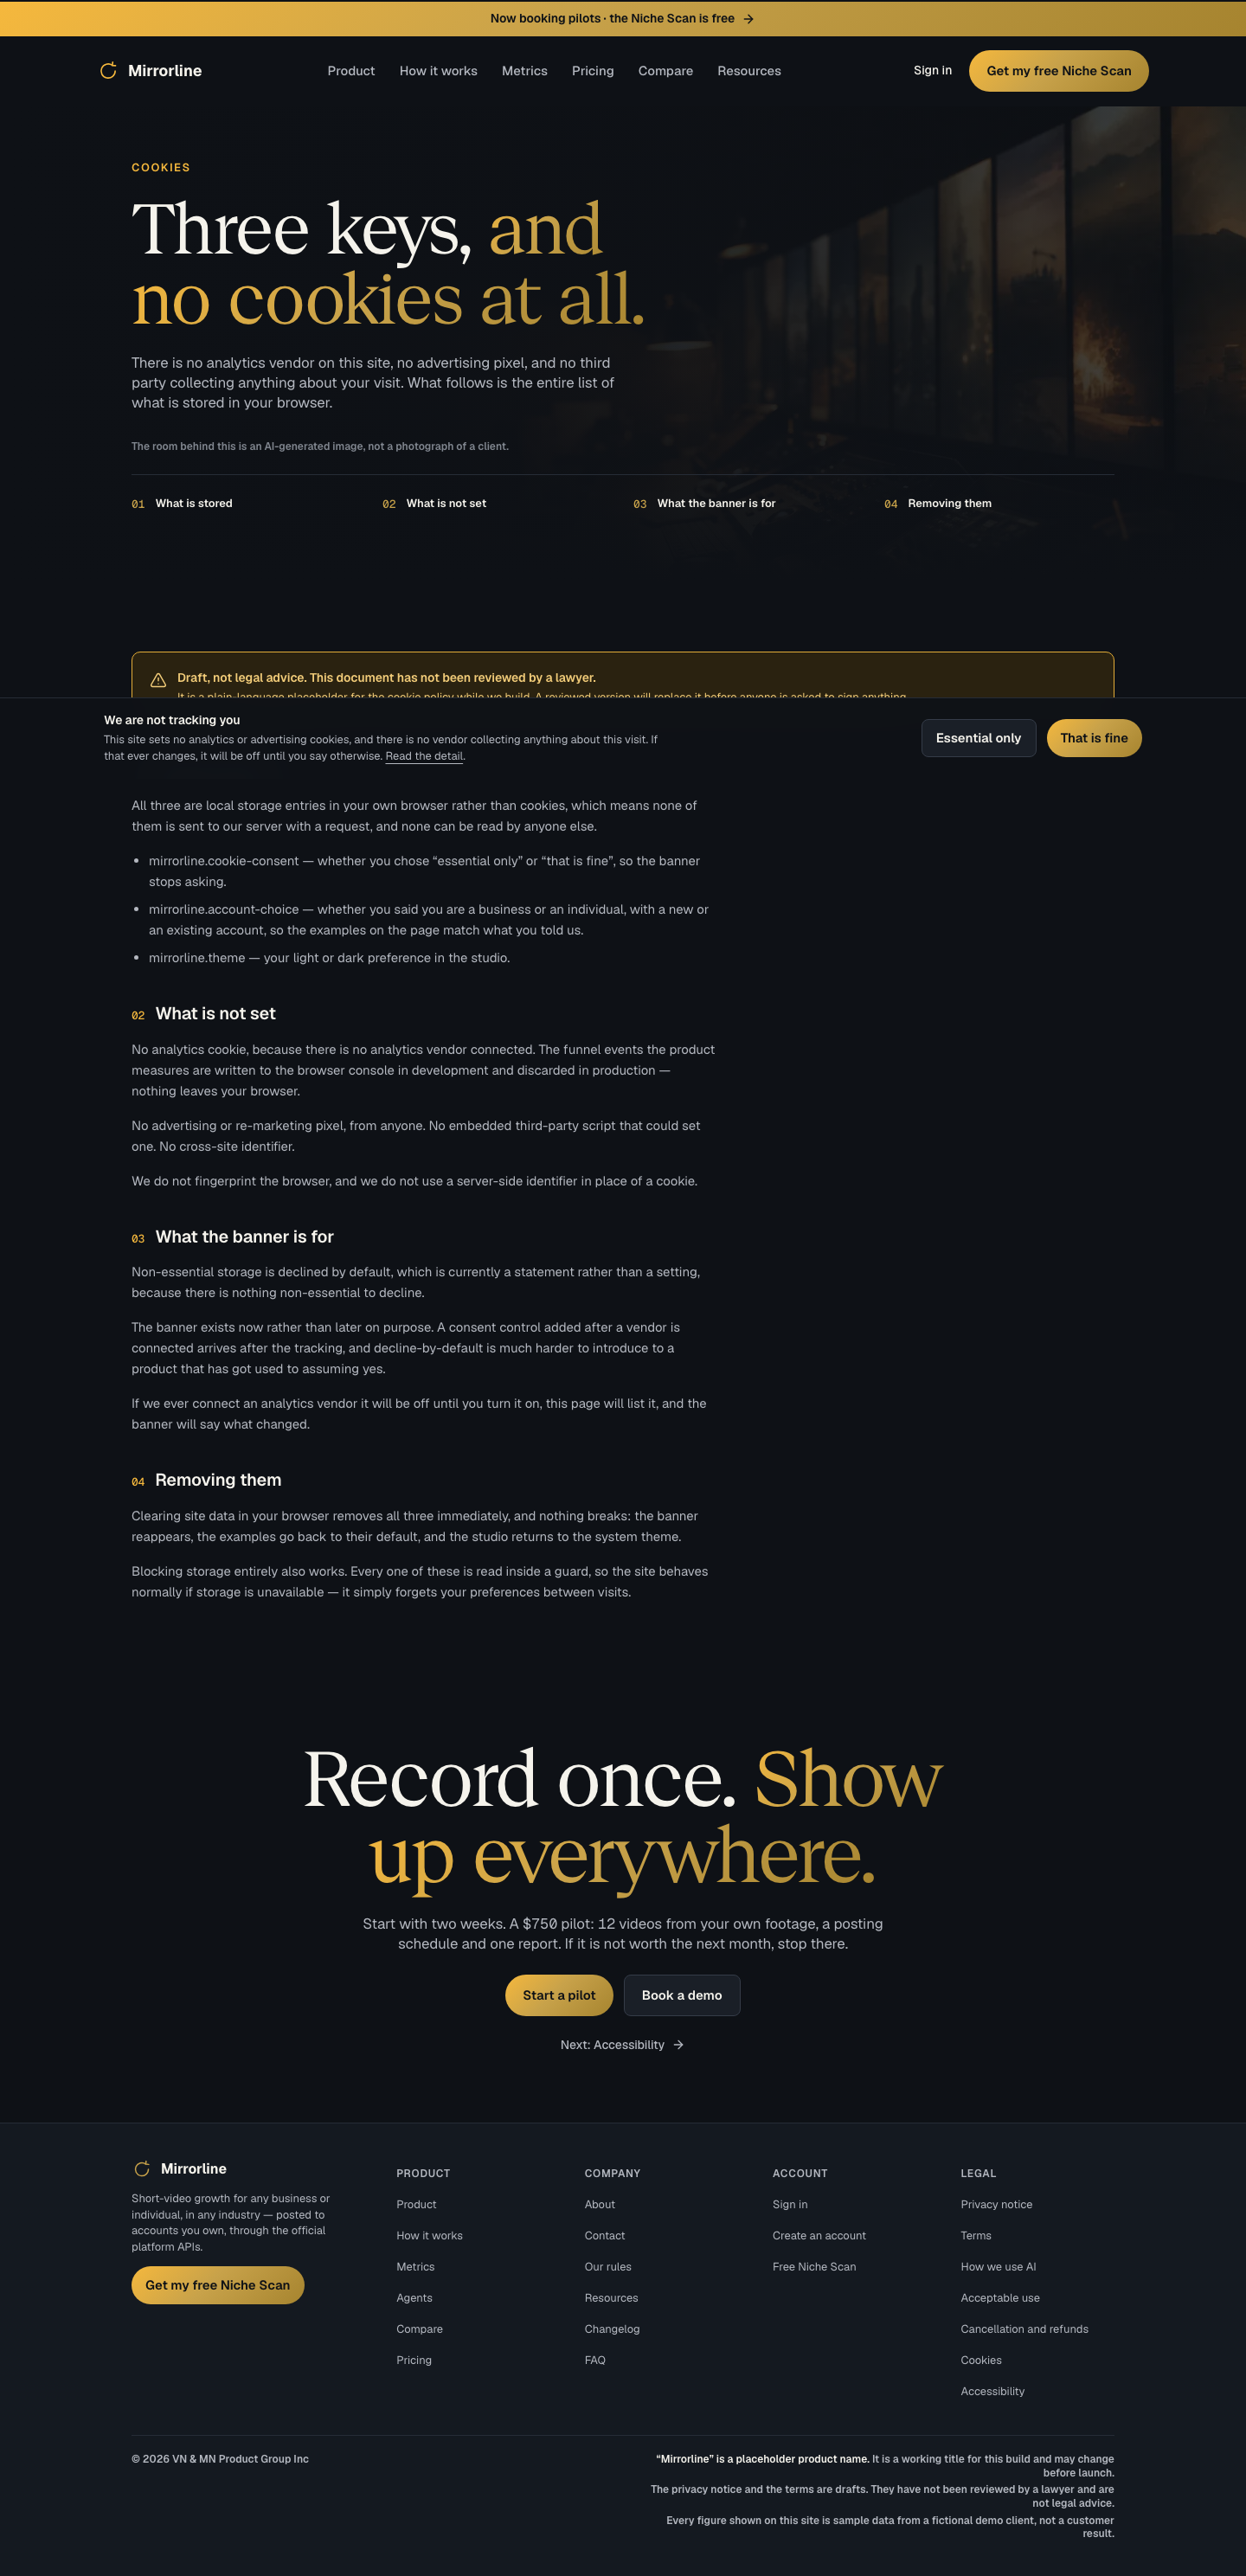 Now booking pilots · the Niche Scan is free →
Mirrorline
Product How it works Metrics Pricing Compare Resources
Sign in Get my free Niche Scan
COOKIES
Three keys, and
no cookies at all.
There is no analytics vendor on this site, no advertising pixel, and no third
party collecting anything about your visit. What follows is the entire list of
what is stored in your browser.
The room behind this is an AI-generated image, not a photograph of a client.
01 What is stored
02 What is not set
03 What the banner is for
04 Removing them
Draft, not legal advice. This document has not been reviewed by a lawyer.
It is a plain-language placeholder for the cookie policy while we build. A reviewed version will replace it before anyone is asked to sign anything.
We are not tracking you
This site sets no analytics or advertising cookies, and there is no vendor collecting anything about this visit. If
that ever changes, it will be off until you say otherwise. Read the detail.
Essential only That is fine
All three are local storage entries in your own browser rather than cookies, which means none of
them is sent to our server with a request, and none can be read by anyone else.
• mirrorline.cookie-consent — whether you chose “essential only” or “that is fine”, so the banner
stops asking.
• mirrorline.account-choice — whether you said you are a business or an individual, with a new or
an existing account, so the examples on the page match what you told us.
• mirrorline.theme — your light or dark preference in the studio.
02 What is not set
No analytics cookie, because there is no analytics vendor connected. The funnel events the product
measures are written to the browser console in development and discarded in production —
nothing leaves your browser.
No advertising or re-marketing pixel, from anyone. No embedded third-party script that could set
one. No cross-site identifier.
We do not fingerprint the browser, and we do not use a server-side identifier in place of a cookie.
03 What the banner is for
Non-essential storage is declined by default, which is currently a statement rather than a setting,
because there is nothing non-essential to decline.
The banner exists now rather than later on purpose. A consent control added after a vendor is
connected arrives after the tracking, and decline-by-default is much harder to introduce to a
product that has got used to assuming yes.
If we ever connect an analytics vendor it will be off until you turn it on, this page will list it, and the
banner will say what changed.
04 Removing them
Clearing site data in your browser removes all three immediately, and nothing breaks: the banner
reappears, the examples go back to their default, and the studio returns to the system theme.
Blocking storage entirely also works. Every one of these is read inside a guard, so the site behaves
normally if storage is unavailable — it simply forgets your preferences between visits.
Record once. Show
up everywhere.
Start with two weeks. A $750 pilot: 12 videos from your own footage, a posting
schedule and one report. If it is not worth the next month, stop there.
Start a pilot Book a demo
Next: Accessibility →
Mirrorline
Short-video growth for any business or
individual, in any industry — posted to
accounts you own, through the official
platform APIs.
Get my free Niche Scan
PRODUCT
Product
How it works
Metrics
Agents
Compare
Pricing
COMPANY
About
Contact
Our rules
Resources
Changelog
FAQ
ACCOUNT
Sign in
Create an account
Free Niche Scan
LEGAL
Privacy notice
Terms
How we use AI
Acceptable use
Cancellation and refunds
Cookies
Accessibility
© 2026 VN & MN Product Group Inc
“Mirrorline” is a placeholder product name. It is a working title for this build and may change
before launch.
The privacy notice and the terms are drafts. They have not been reviewed by a lawyer and are
not legal advice.
Every figure shown on this site is sample data from a fictional demo client, not a customer
result.